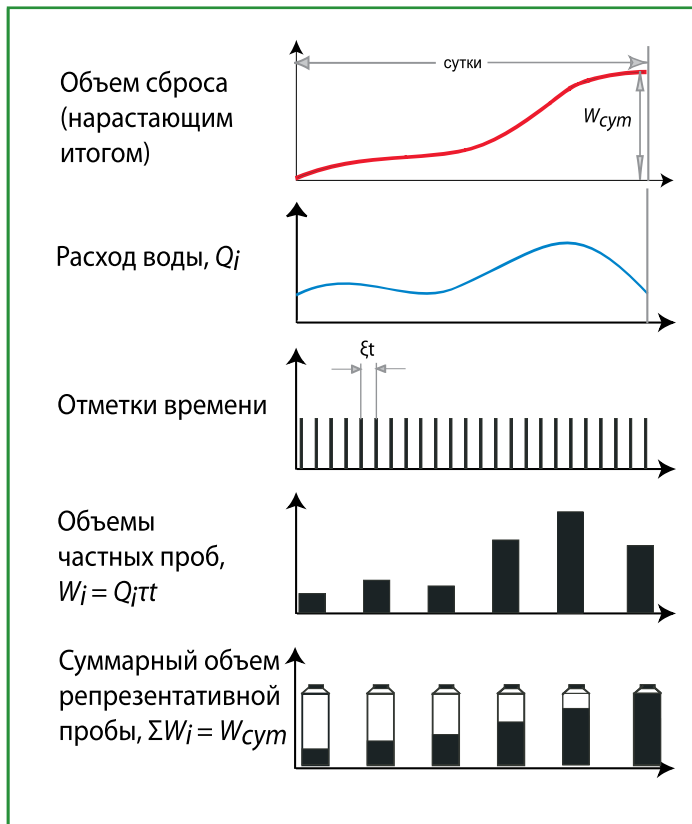 сутки
Объем сброса
(нарастающим
итогом)
Wсут
Расход воды, Qi
ξt
Отметки времени
Объемы
частных проб,
Wi = Qiτt
Суммарный объем
репрезентативной
пробы, ΣWi = Wсут